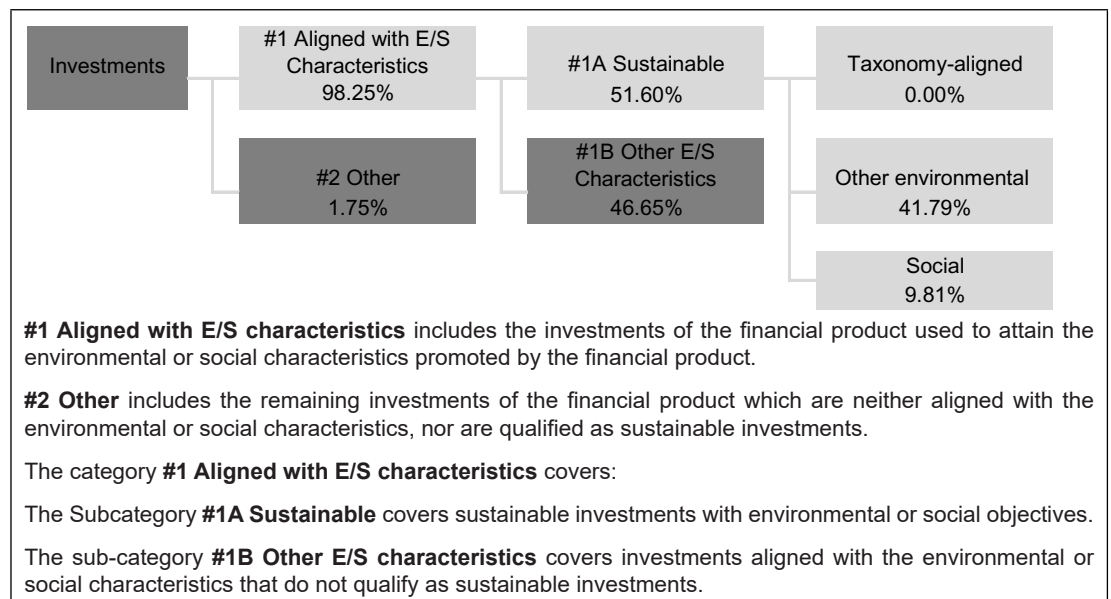 Investments
#1 Aligned with E/S
Characteristics
98.25%
#2 Other
1.75%
#1A Sustainable
51.60%
#1B Other E/S
Characteristics
46.65%
Taxonomy-aligned
0.00%
Other environmental
41.79%
Social
9.81%
#1 Aligned with E/S characteristics includes the investments of the financial product used to attain the
environmental or social characteristics promoted by the financial product.
#2 Other includes the remaining investments of the financial product which are neither aligned with the
environmental or social characteristics, nor are qualified as sustainable investments.
The category #1 Aligned with E/S characteristics covers:
The Subcategory #1A Sustainable covers sustainable investments with environmental or social objectives.
The sub-category #1B Other E/S characteristics covers investments aligned with the environmental or
social characteristics that do not qualify as sustainable investments.